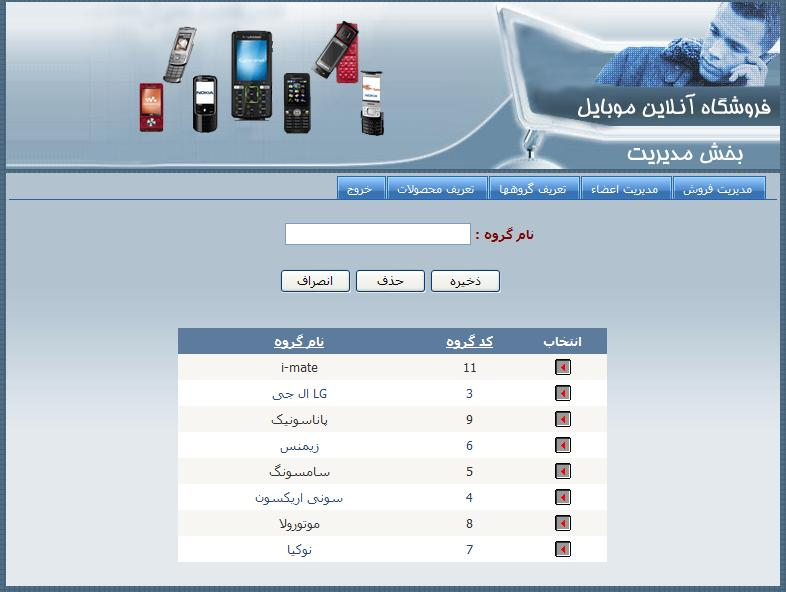 فروشگاه آنلاین موبایل
بخش مدیریت
مدیریت فروش مدیریت اعضاء تعریف گروهها تعریف محصولات خروج
نام گروه :
ذخیره حذف انصراف
انتخاب کد گروه نام گروه
11 i-mate
3 LG ال جی
9 پاناسونیک
6 زیمنس
5 سامسونگ
4 سونی اریکسون
8 موتورولا
7 نوکیا
NOKIA
NOKIA